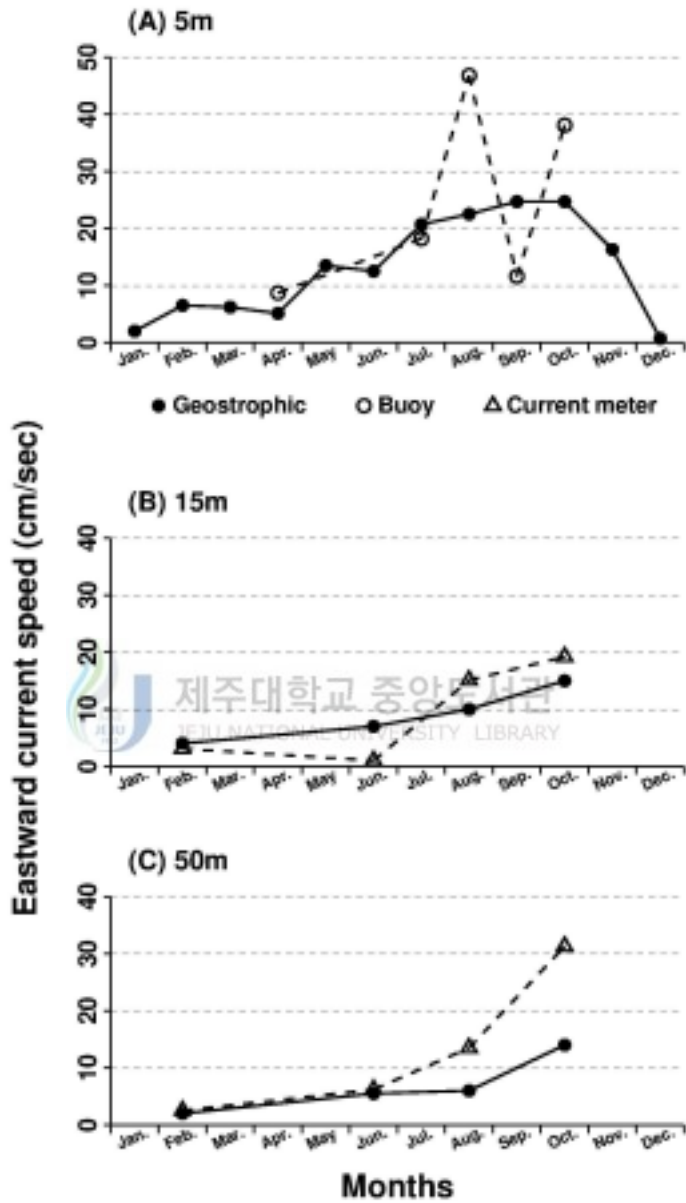 (A) 5m
50
40
30
20
10
0
Jan. Feb. Mar. Apr. May Jun. Jul. Aug. Sep. Oct. Nov. Dec.
Geostrophic Buoy Current meter
Eastward current speed (cm/sec)
(B) 15m
40
30
20
10
0
제주대학교 중앙도서관
JEJU NATIONAL UNIVERSITY LIBRARY
JEJU
Jan. Feb. Mar. Apr. May Jun. Jul. Aug. Sep. Oct. Nov. Dec.
(C) 50m
40
30
20
10
0
Jan. Feb. Mar. Apr. May Jun. Jul. Aug. Sep. Oct. Nov. Dec.
Months